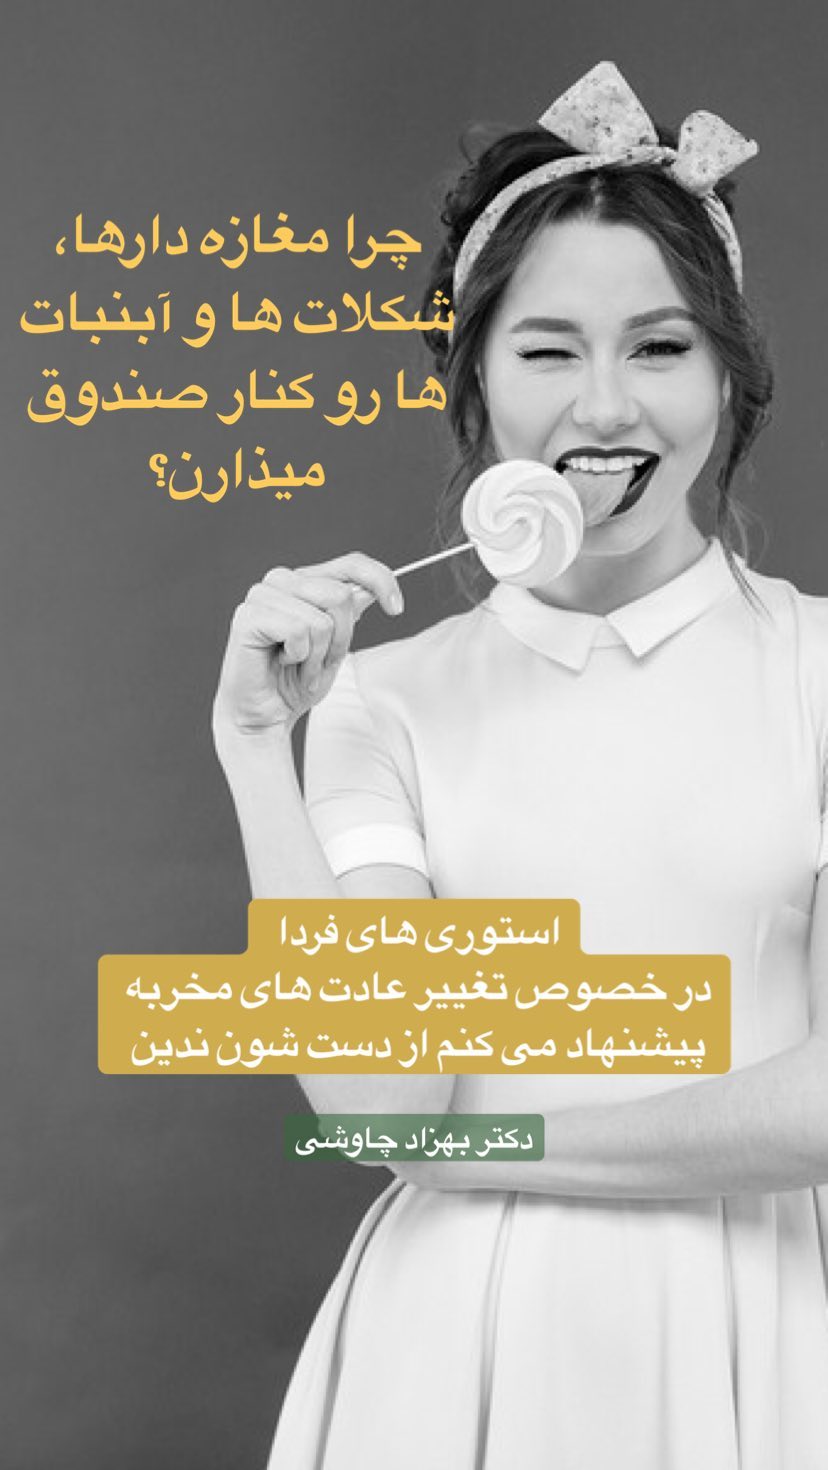 چرا مغازه دارها،
شکلات ها و آبنبات
ها رو کنار صندوق
میذارن؟
استوری های فردا
در خصوص تغییر عادت های مخربه
پیشنهاد می کنم از دست شون ندین
دکتر بهزاد چاوشی